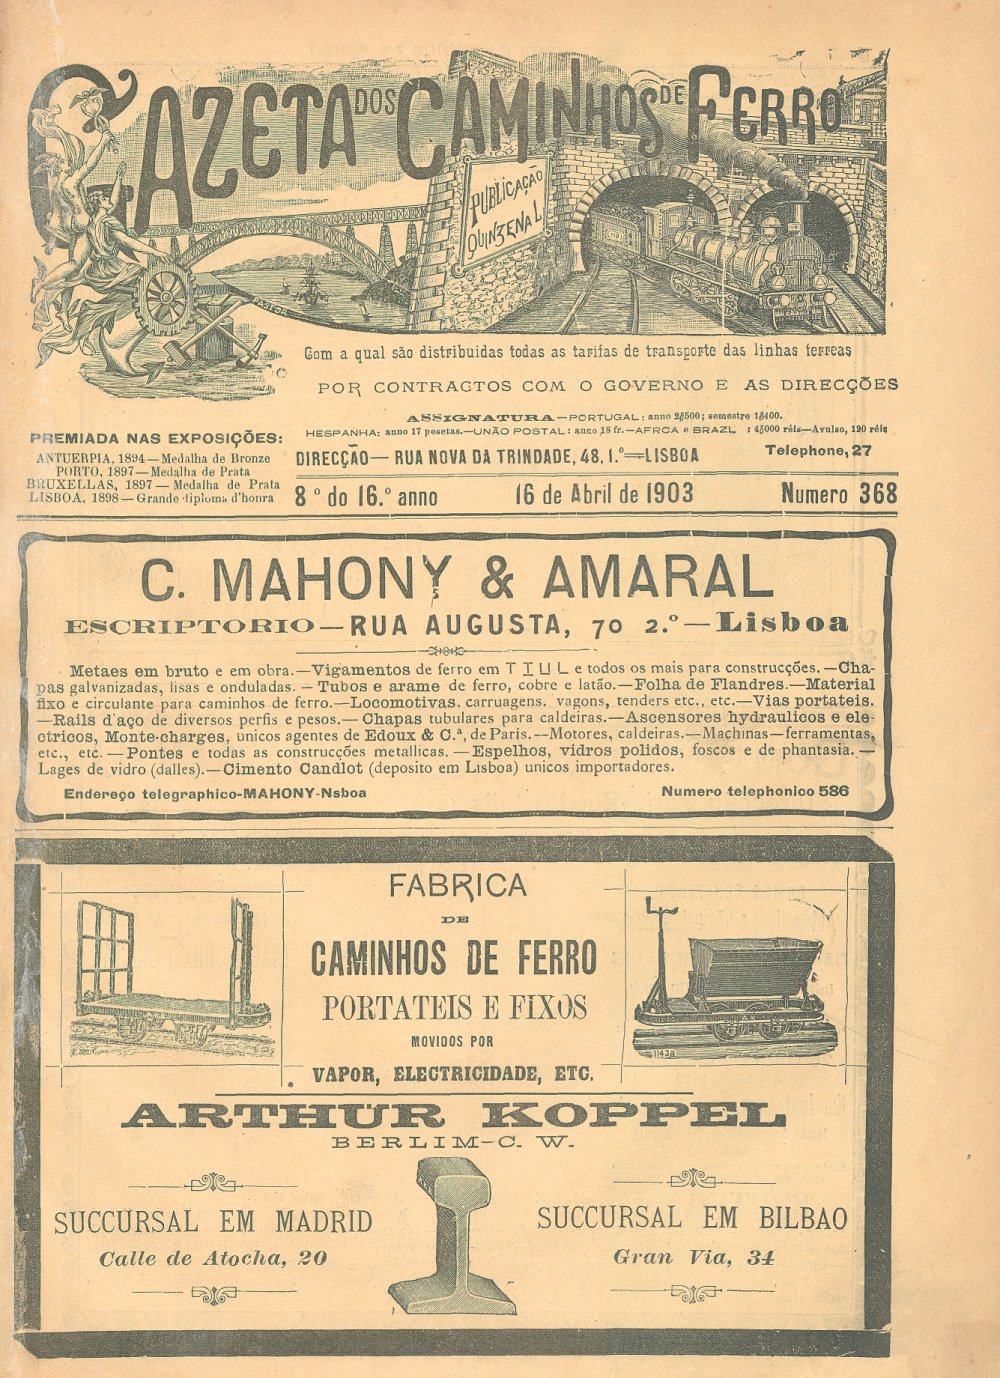 GAZETA DOS CAMINHOS DE FERRO
PUBLICAÇÃO
QUINZENAL
PASTOR
Com a qual são distribuidas todas as tarifas de transporte das linhas ferreas
POR CONTRACTOS COM O GOVERNO E AS DIRECÇÕES
ASSIGNATURA—PORTUGAL: anno 2$500; semestre 1$400.
HESPANHA: anno 17 pesetas.—UNÃO POSTAL: anno 18 fr.—AFRCA e BRAZL : 4$000 réis—Avulso, 120 réis
PREMIADA NAS EXPOSIÇÕES:
ANTUERPIA, 1894—Medalha de Bronze
PORTO, 1897—Medalha de Prata
BRUXELLAS, 1897—Medalha de Prata
LISBOA, 1898—Grande diploma d'honra
DIRECÇÃO— RUA NOVA DA TRINDADE, 48, 1.º—LISBOA
Telephone, 27
8º do 16.º anno 16 de Abril de 1903 Numero 368
C. MAHONY & AMARAL
ESCRIPTORIO—RUA AUGUSTA, 70 2.º—Lisboa
Metaes em bruto e em obra.—Vigamentos de ferro em T I U L e todos os mais para construcções.—Cha-
pas galvanizadas, lisas e onduladas.—Tubos e arame de ferro, cobre e latão.—Folha de Flandres.—Material
fixo e circulante para caminhos de ferro.—Locomotivas, carruagens, vagons, tenders etc., etc.—Vias portateis.
—Rails d'aço de diversos perfis e pesos.—Chapas tubulares para caldeiras.—Ascensores hydraulicos e ele-
ctricos, Monte-charges, unicos agentes de Edoux & C.ª, de Paris.—Motores, caldeiras.—Machinas—ferramentas,
etc., etc.—Pontes e todas as construcções metallicas.—Espelhos, vidros polidos, foscos e de phantasia.—
Lages de vidro (dalles).—Cimento Candlot (deposito em Lisboa) unicos importadores.
Endereço telegraphico-MAHONY-Nsboa Numero telephonico 586
FABRICA
DE
CAMINHOS DE FERRO
PORTATEIS E FIXOS
MOVIDOS POR
VAPOR, ELECTRICIDADE, ETC.
1143a
ARTHUR KOPPEL
BERLIM-C. W.
SUCCURSAL EM MADRID
Calle de Atocha, 20
SUCCURSAL EM BILBAO
Gran Via, 34